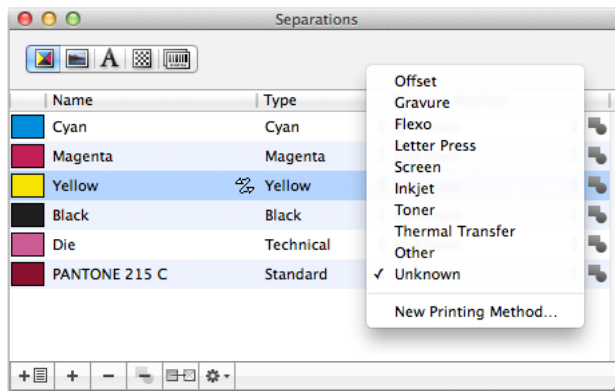 Separations
A
Name Type
Cyan Cyan
Magenta Magenta
Yellow Yellow
Black Black
Die Technical
PANTONE 215 C Standard
Offset
Gravure
Flexo
Letter Press
Screen
Inkjet
Toner
Thermal Transfer
Other
✓ Unknown
New Printing Method...